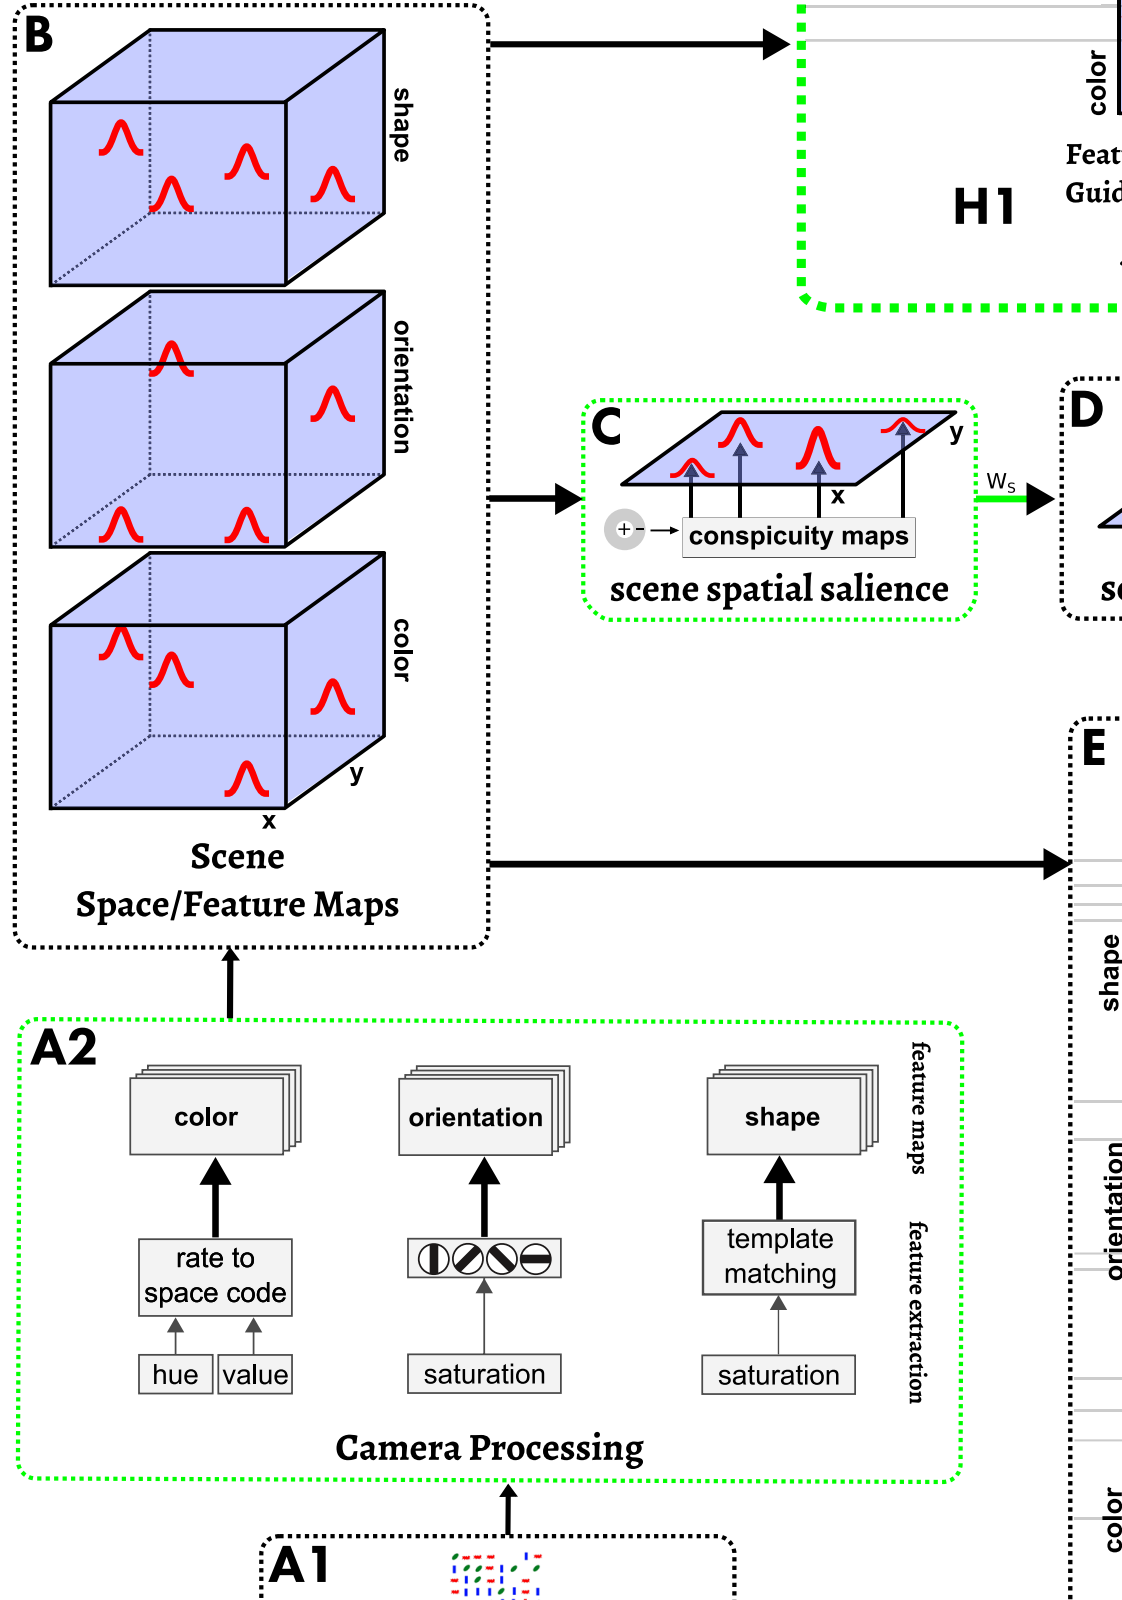 B
shape
orientation
color
y
x
Scene
Space/Feature Maps
color
H1
C
y
x
+
-
conspicuity maps
scene spatial salience
WS
D
E
shape
orientation
color
A2
color
orientation
shape
feature maps
rate to
space code
template
matching
feature extraction
hue
value
saturation
saturation
Camera Processing
A1